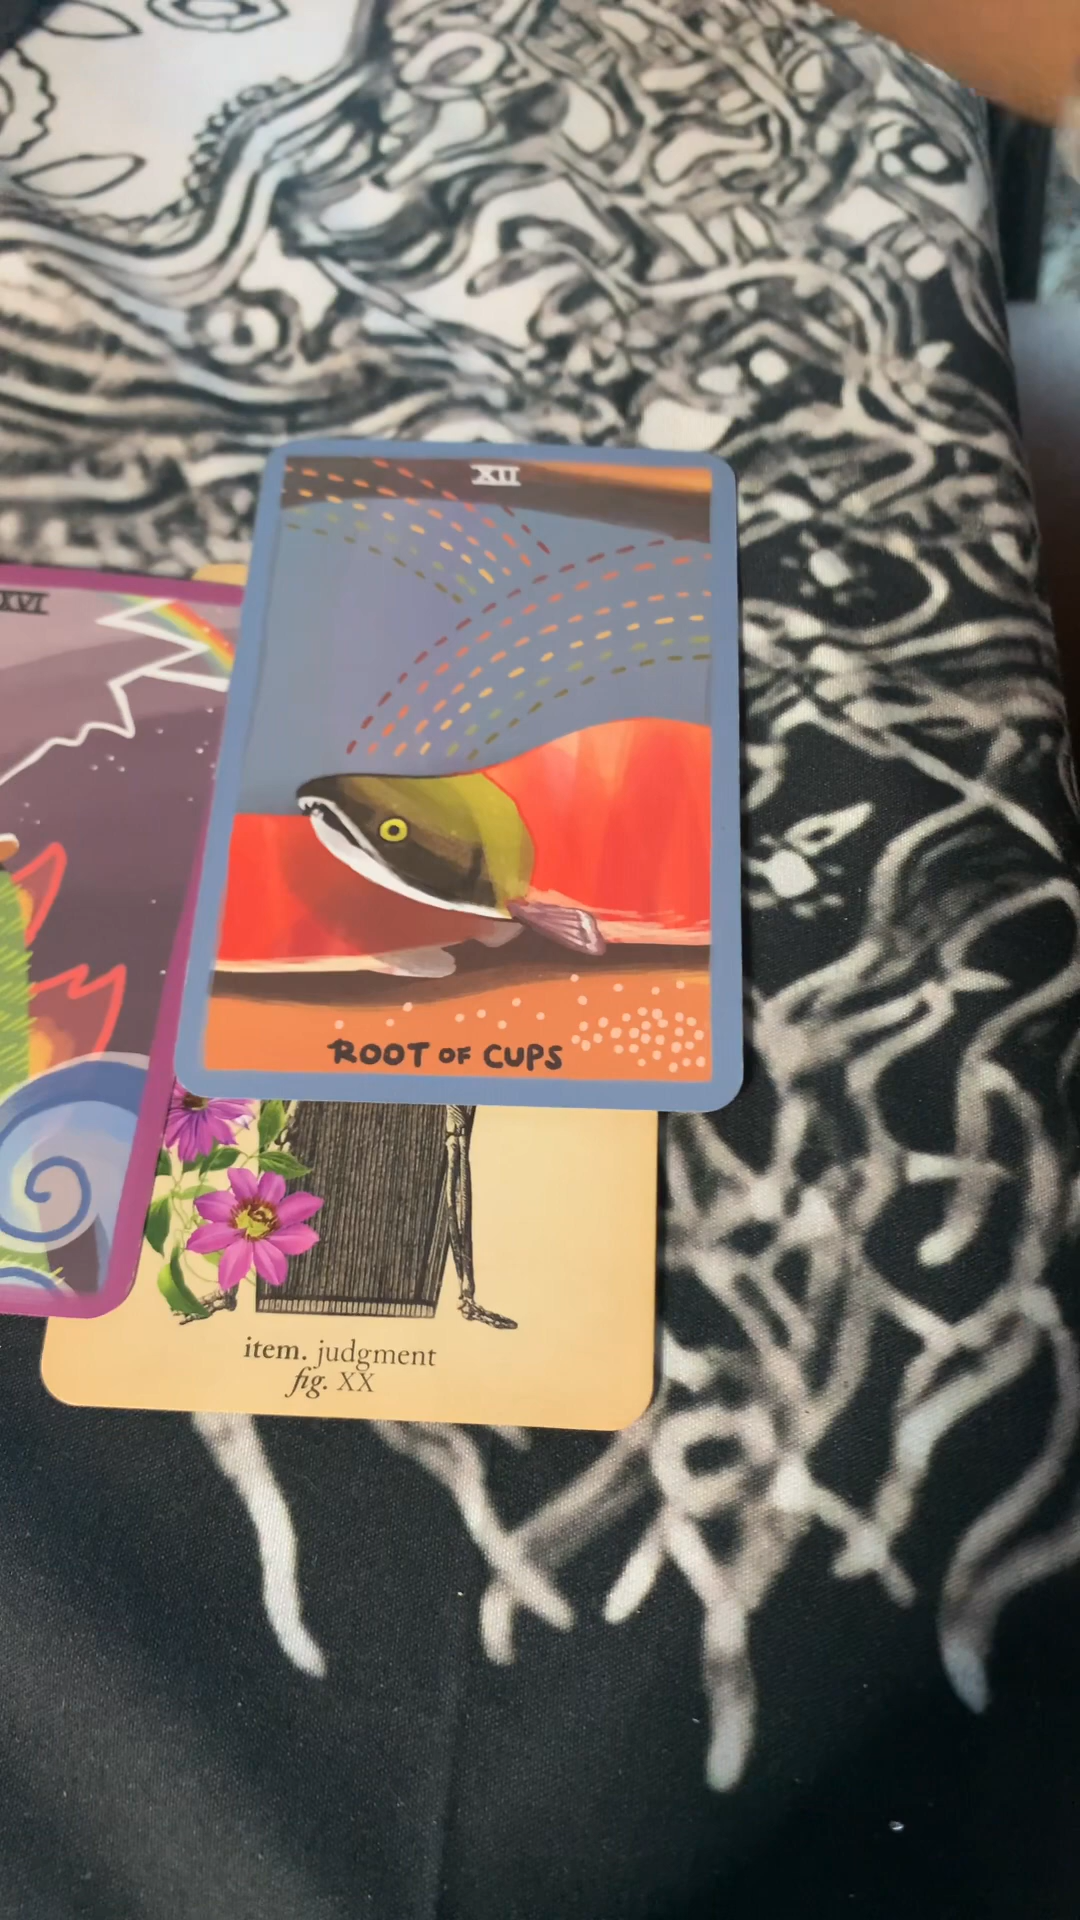 XII
XVI
ROOT OF CUPS
item. judgment
fig. XX